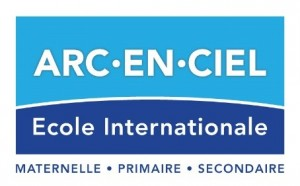 ARC·EN·CIEL
Ecole Internationale
MATERNELLE • PRIMAIRE • SECONDAIRE